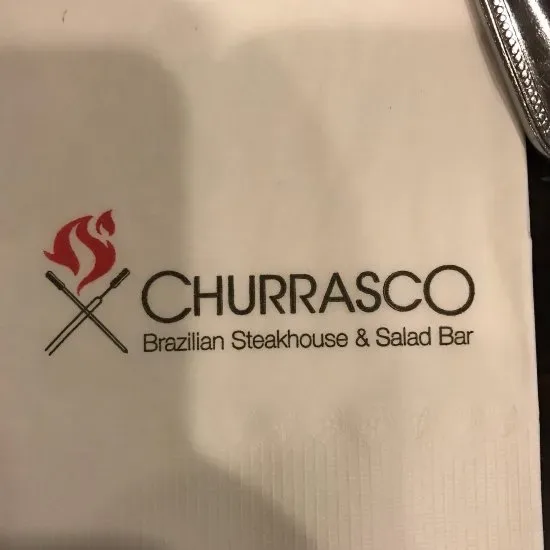 CHURRASCO
Brazilian Steakhouse & Salad Bar